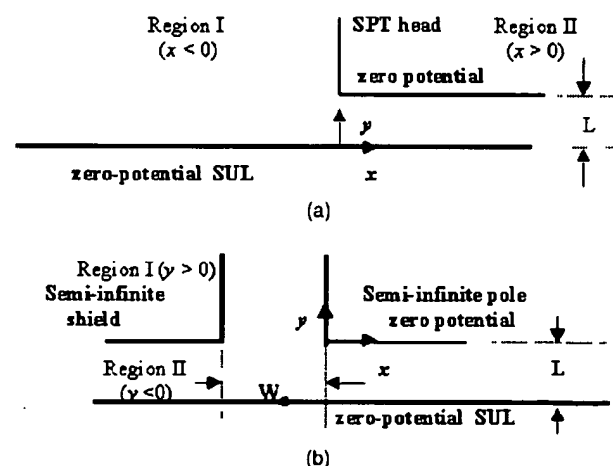 Region I
(x < 0)
SPT head
Region II
(x > 0)
zero potential
L
y
zero-potential SUL
x
(a)
Region I (y > 0)
Semi-infinite
shield
Semi-infinite pole
y
zero potential
Region II
(y <0)
x
L
W
zero-potential SUL
(b)